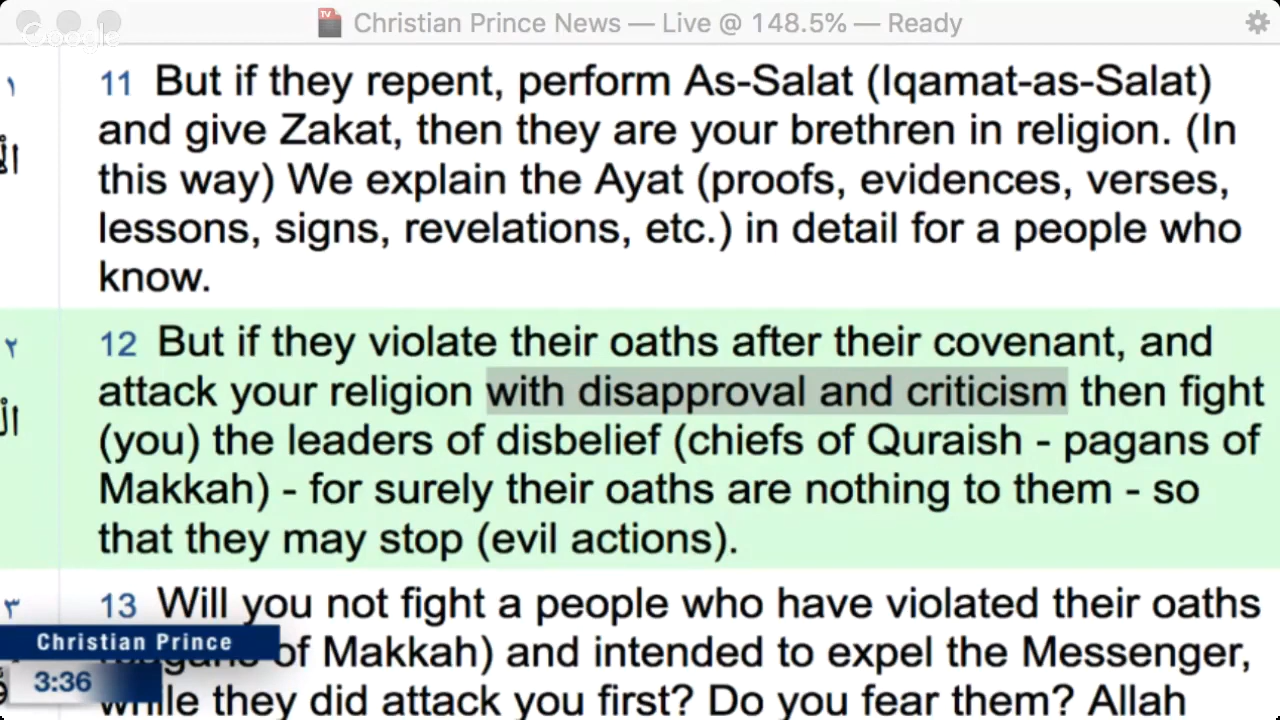 Christian Prince News — Live @ 148.5% — Ready
Google
11 But if they repent, perform As-Salat (Iqamat-as-Salat)
and give Zakat, then they are your brethren in religion. (In
this way) We explain the Ayat (proofs, evidences, verses,
lessons, signs, revelations, etc.) in detail for a people who
know.
12 But if they violate their oaths after their covenant, and
attack your religion with disapproval and criticism then fight
(you) the leaders of disbelief (chiefs of Quraish - pagans of
Makkah) - for surely their oaths are nothing to them - so
that they may stop (evil actions).
13 Will you not fight a people who have violated their oaths
of Makkah) and intended to expel the Messenger,
while they did attack you first? Do you fear them? Allah
Christian Prince
3:36
١
٢
٣